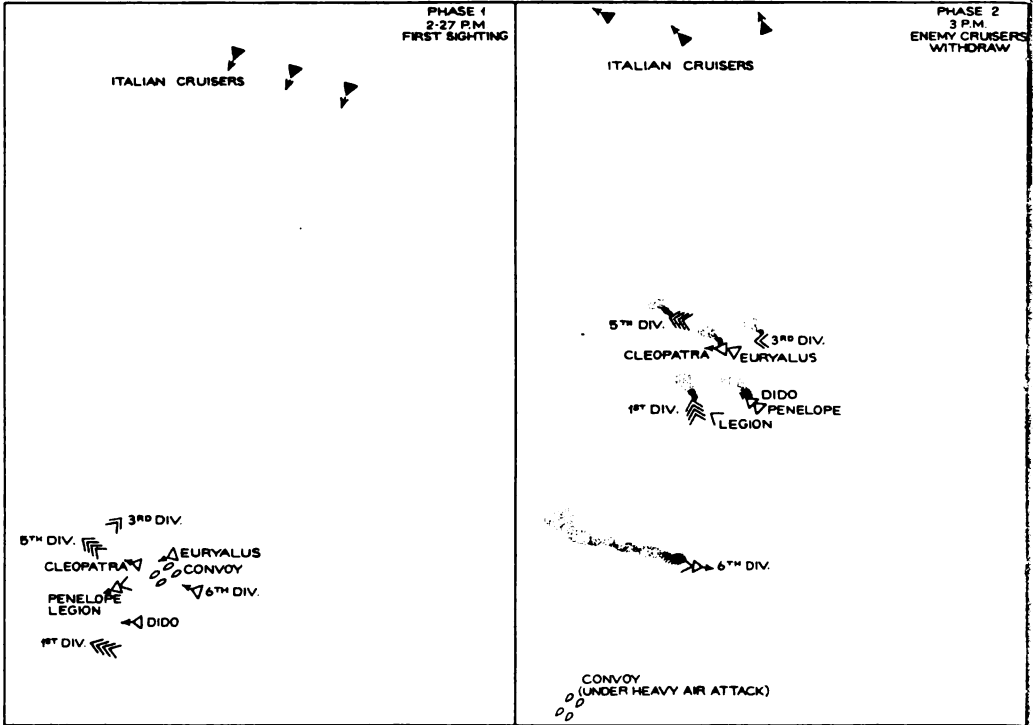 PHASE 1
2-27 P.M
FIRST SIGHTING
ITALIAN CRUISERS
3RD DIV.
5TH DIV.
EURYALUS
CLEOPATRA
CONVOY
6TH DIV.
PENELOPE
LEGION
DIDO
1ST DIV.
PHASE 2
3 P.M.
ENEMY CRUISERS
WITHDRAW
ITALIAN CRUISERS
5TH DIV.
3RD DIV.
CLEOPATRA
EURYALUS
DIDO
1ST DIV.
PENELOPE
LEGION
6TH DIV.
CONVOY
(UNDER HEAVY AIR ATTACK)